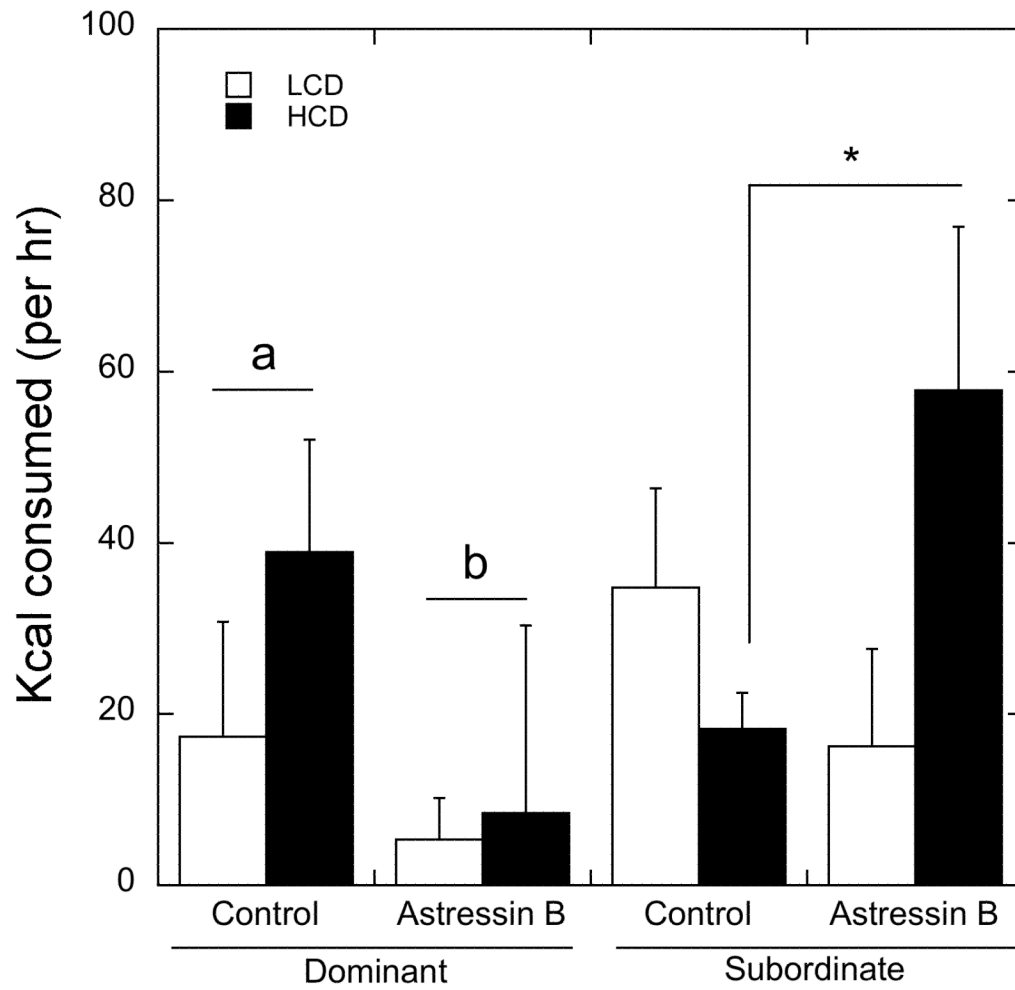 Kcal consumed (per hr)
100
80
60
40
20
0
LCD
HCD
a
b
*
Control
Astressin B
Control
Astressin B
Dominant
Subordinate